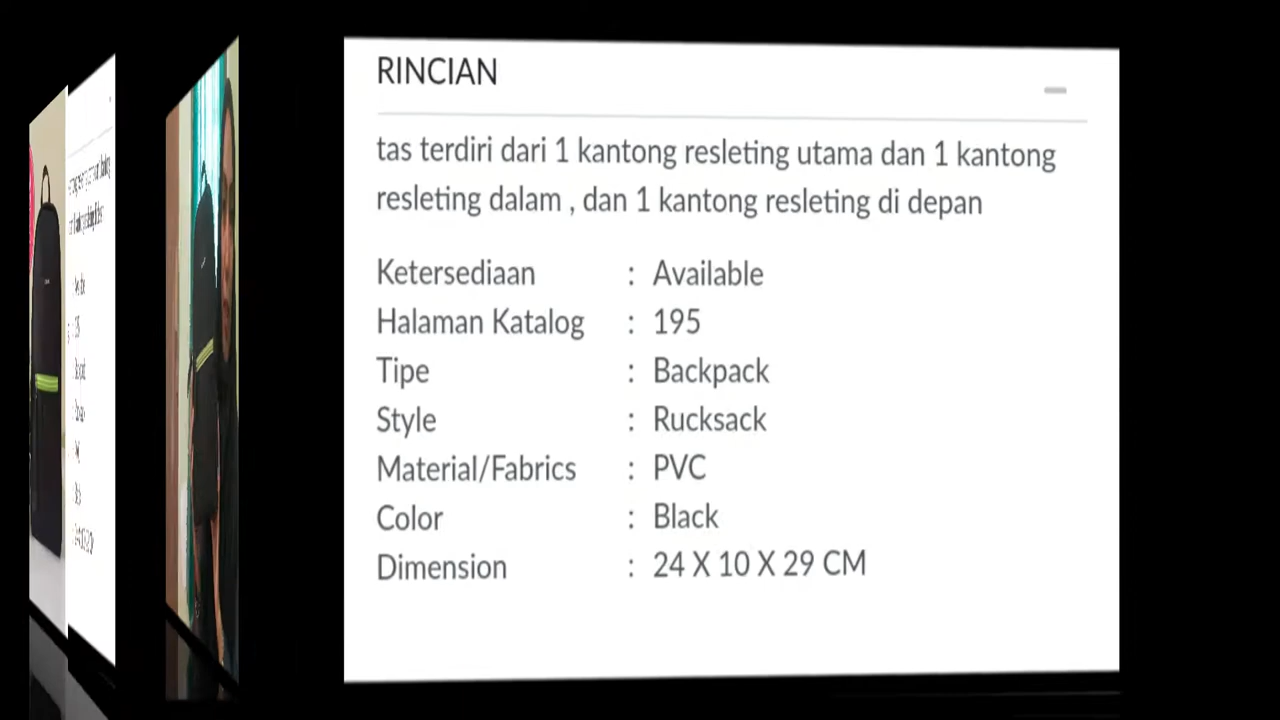 RINCIAN
tas terdiri dari 1 kantong resleting utama dan 1 kantong
resleting dalam , dan 1 kantong resleting di depan
Ketersediaan : Available
Halaman Katalog : 195
Tipe : Backpack
Style : Rucksack
Material/Fabrics : PVC
Color : Black
Dimension : 24 X 10 X 29 CM